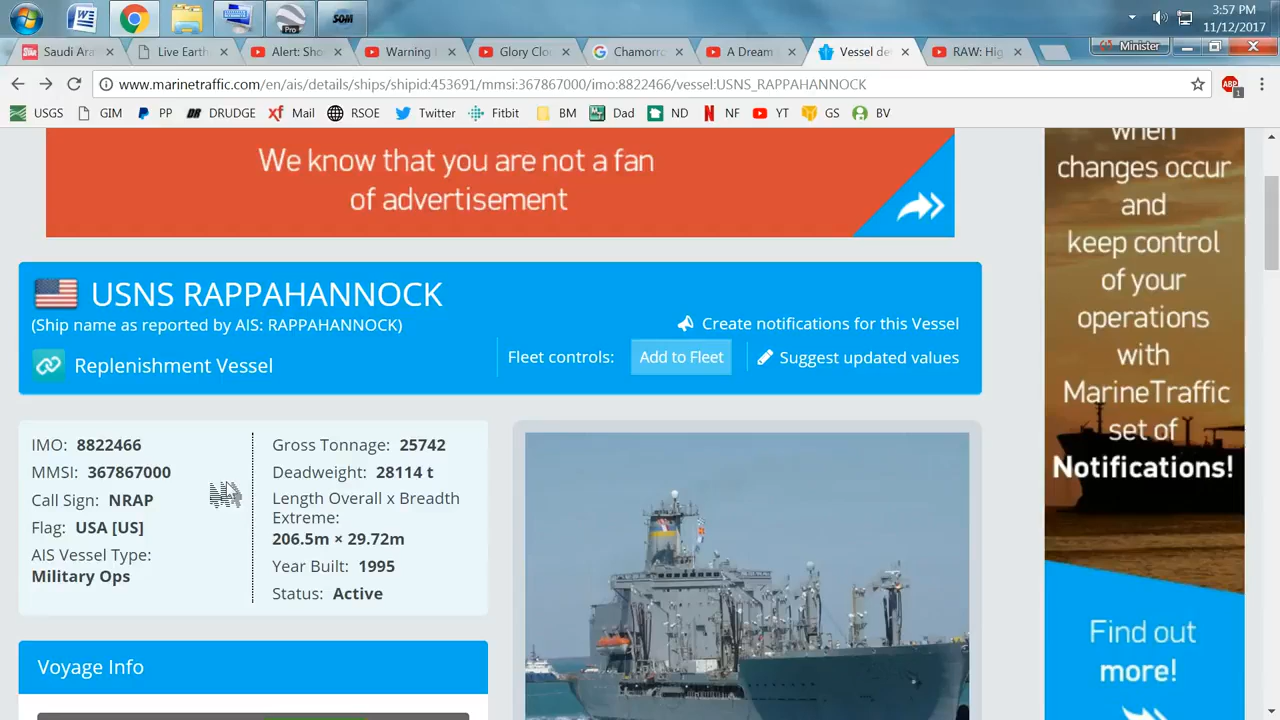 Pro
SOM
3:57 PM
11/12/2017
Saudi Ara
Live Earth
Alert: Sho
Warning
Glory Clo
Chamorro
A Dream
Vessel de
RAW: Hig
Minister
www.marinetraffic.com/en/ais/details/ships/shipid:453691/mmsi:367867000/imo:8822466/vessel:USNS_RAPPAHANNOCK
ABP
1
USGS
GIM
PP
DRUDGE
Mail
RSOE
Twitter
Fitbit
BM
Dad
ND
NF
YT
GS
BV
We know that you are not a fan
of advertisement
when
changes occur
and
keep control
of your
operations
with
MarineTraffic
set of
Notifications!
USNS RAPPAHANNOCK
(Ship name as reported by AIS: RAPPAHANNOCK)
Create notifications for this Vessel
Replenishment Vessel
Fleet controls:
Add to Fleet
Suggest updated values
IMO: 8822466
MMSI: 367867000
Call Sign: NRAP
Flag: USA [US]
AIS Vessel Type:
Military Ops
Gross Tonnage: 25742
Deadweight: 28114 t
Length Overall x Breadth
Extreme:
206.5m × 29.72m
Year Built: 1995
Status: Active
Voyage Info
Find out
more!